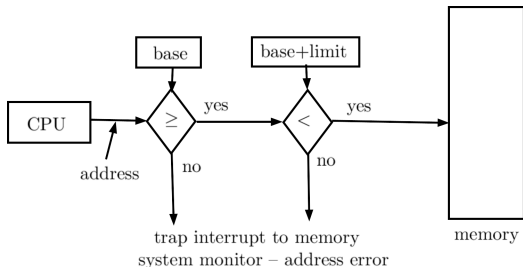 base
base+limit
CPU
≥
yes
<
yes
address
no
no
trap interrupt to memory
system monitor – address error
memory